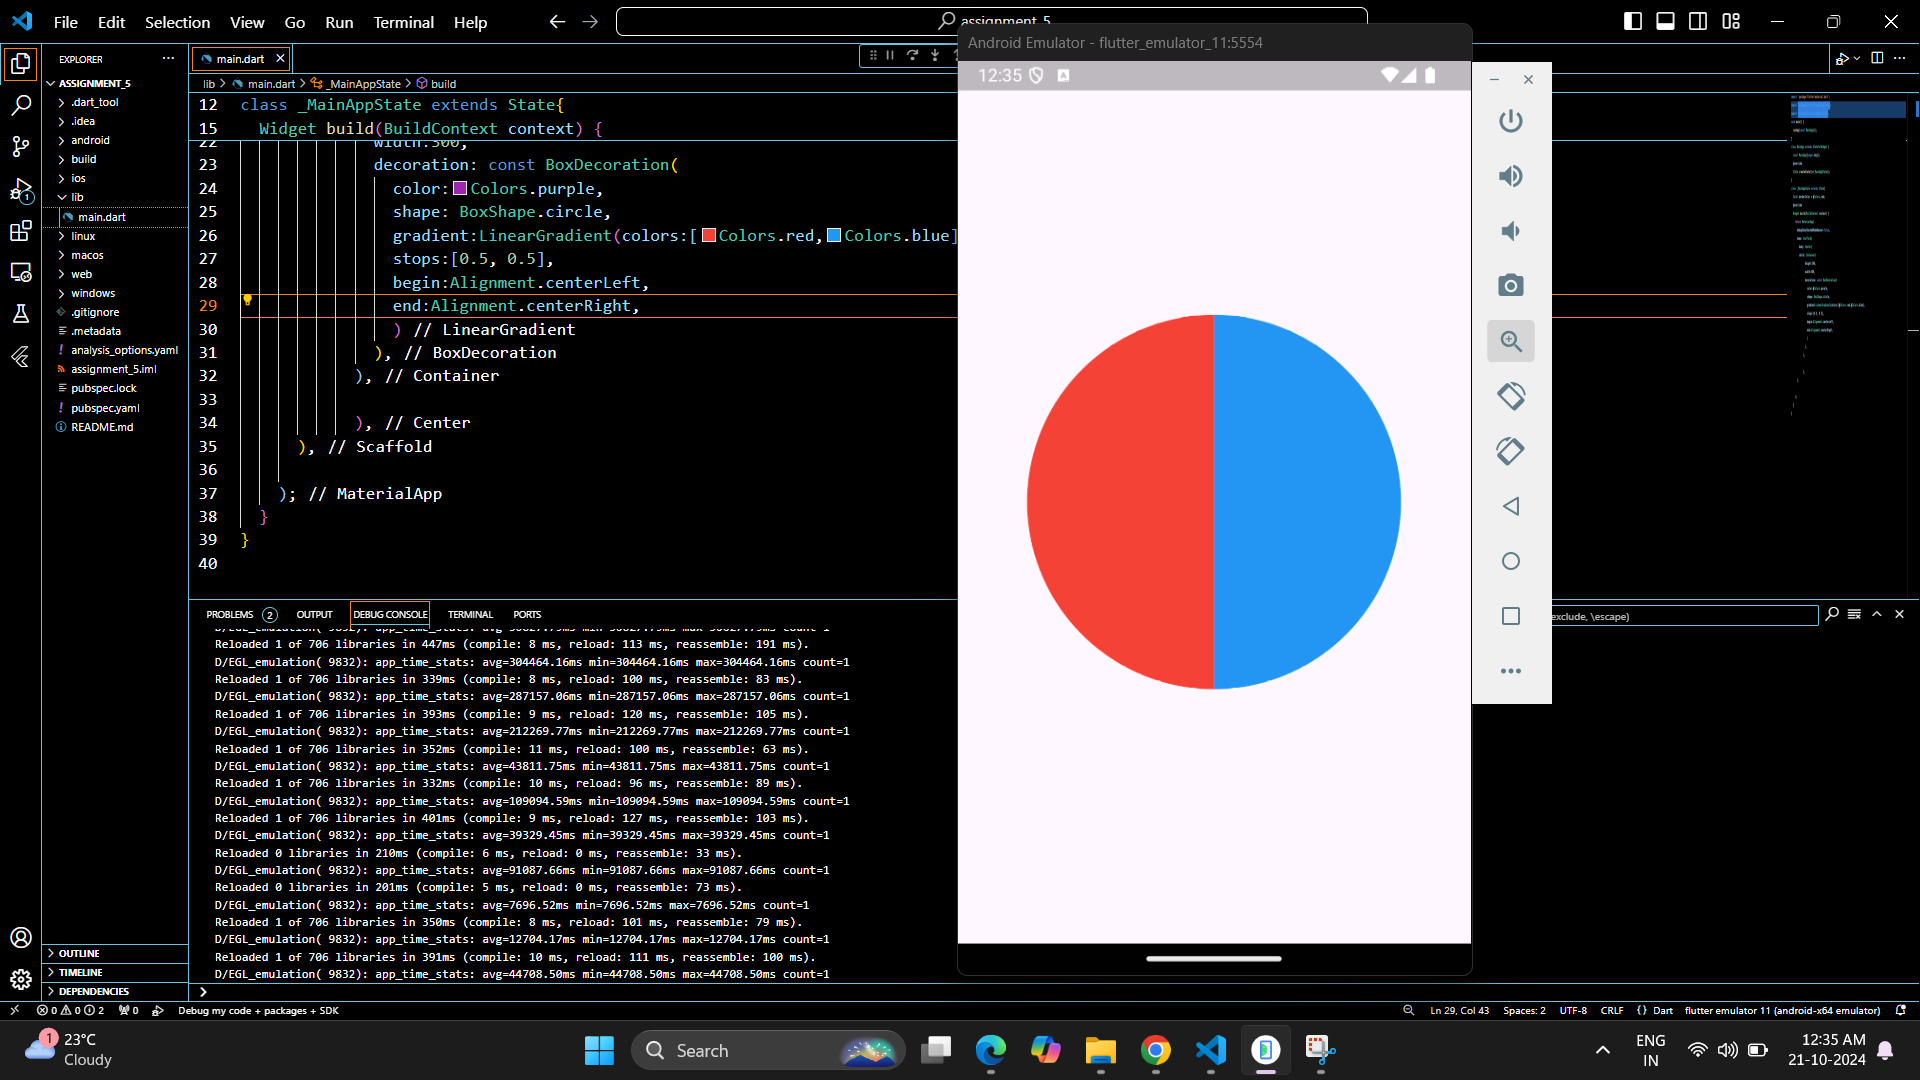 File Edit Selection View Go Run Terminal Help
assignment_5
EXPLORER
ASSIGNMENT_5
.dart_tool
.idea
android
build
ios
lib
main.dart
linux
macos
web
windows
.gitignore
.metadata
analysis_options.yaml
assignment_5.iml
pubspec.lock
pubspec.yaml
README.md
OUTLINE
TIMELINE
DEPENDENCIES
main.dart
lib > main.dart > _MainAppState > build
12 class _MainAppState extends State{
15 Widget build(BuildContext context) {
22 width:300,
23 decoration: const BoxDecoration(
24 color: Colors.purple,
25 shape: BoxShape.circle,
26 gradient:LinearGradient(colors:[ Colors.red, Colors.blue]
27 stops:[0.5, 0.5],
28 begin:Alignment.centerLeft,
29 end:Alignment.centerRight,
30 ) // LinearGradient
31 ), // BoxDecoration
32 ), // Container
33
34 ), // Center
35 ), // Scaffold
36
37 ); // MaterialApp
38 }
39 }
40
PROBLEMS 2 OUTPUT DEBUG CONSOLE TERMINAL PORTS
exclude, \escape)
Reloaded 1 of 706 libraries in 447ms (compile: 8 ms, reload: 113 ms, reassemble: 191 ms).
D/EGL_emulation( 9832): app_time_stats: avg=304464.16ms min=304464.16ms max=304464.16ms count=1
Reloaded 1 of 706 libraries in 339ms (compile: 8 ms, reload: 100 ms, reassemble: 83 ms).
D/EGL_emulation( 9832): app_time_stats: avg=287157.06ms min=287157.06ms max=287157.06ms count=1
Reloaded 1 of 706 libraries in 393ms (compile: 9 ms, reload: 120 ms, reassemble: 105 ms).
D/EGL_emulation( 9832): app_time_stats: avg=212269.77ms min=212269.77ms max=212269.77ms count=1
Reloaded 1 of 706 libraries in 352ms (compile: 11 ms, reload: 100 ms, reassemble: 63 ms).
D/EGL_emulation( 9832): app_time_stats: avg=43811.75ms min=43811.75ms max=43811.75ms count=1
Reloaded 1 of 706 libraries in 332ms (compile: 10 ms, reload: 96 ms, reassemble: 89 ms).
D/EGL_emulation( 9832): app_time_stats: avg=109094.59ms min=109094.59ms max=109094.59ms count=1
Reloaded 1 of 706 libraries in 401ms (compile: 9 ms, reload: 127 ms, reassemble: 103 ms).
D/EGL_emulation( 9832): app_time_stats: avg=39329.45ms min=39329.45ms max=39329.45ms count=1
Reloaded 0 libraries in 210ms (compile: 6 ms, reload: 0 ms, reassemble: 33 ms).
D/EGL_emulation( 9832): app_time_stats: avg=91087.66ms min=91087.66ms max=91087.66ms count=1
Reloaded 0 libraries in 201ms (compile: 5 ms, reload: 0 ms, reassemble: 73 ms).
D/EGL_emulation( 9832): app_time_stats: avg=7696.52ms min=7696.52ms max=7696.52ms count=1
Reloaded 1 of 706 libraries in 350ms (compile: 8 ms, reload: 101 ms, reassemble: 79 ms).
D/EGL_emulation( 9832): app_time_stats: avg=12704.17ms min=12704.17ms max=12704.17ms count=1
Reloaded 1 of 706 libraries in 391ms (compile: 10 ms, reload: 111 ms, reassemble: 100 ms).
D/EGL_emulation( 9832): app_time_stats: avg=44708.50ms min=44708.50ms max=44708.50ms count=1
Android Emulator - flutter_emulator_11:5554
12:35
0 0 2 0 Debug my code + packages + SDK
Ln 29, Col 43 Spaces: 2 UTF-8 CRLF {} Dart flutter emulator 11 (android-x64 emulator)
1
23°C
Cloudy
Search
ENG
IN
12:35 AM
21-10-2024